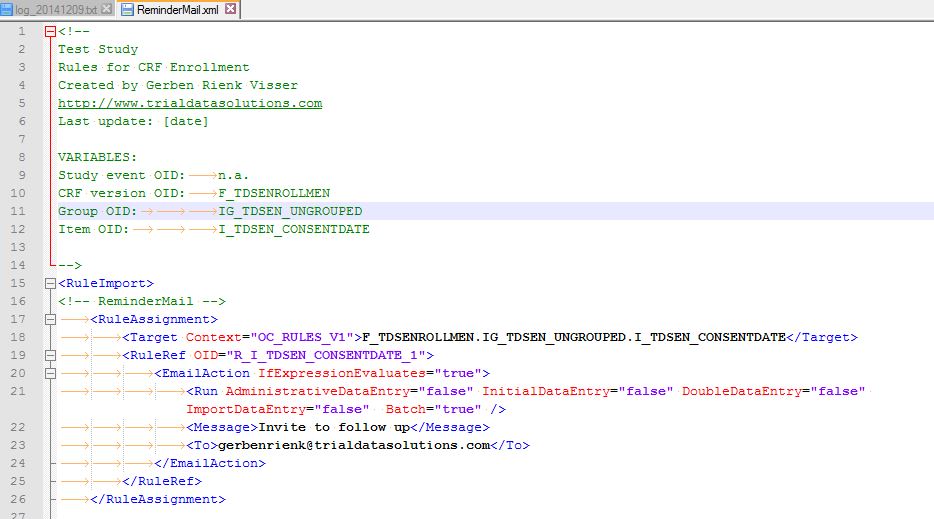 log_20141209.txt ReminderMail.xml
1 <!--
2 Test Study
3 Rules for CRF Enrollment
4 Created by Gerben Rienk Visser
5 http://www.trialdatasolutions.com
6 Last update: [date]
7
8 VARIABLES:
9 Study event OID: n.a.
10 CRF version OID: F_TDSENROLLMEN
11 Group OID: IG_TDSEN_UNGROUPED
12 Item OID: I_TDSEN_CONSENTDATE
13
14 -->
15 <RuleImport>
16 <!-- ReminderMail -->
17 <RuleAssignment>
18 <Target Context="OC_RULES_V1">F_TDSENROLLMEN.IG_TDSEN_UNGROUPED.I_TDSEN_CONSENTDATE</Target>
19 <RuleRef OID="R_I_TDSEN_CONSENTDATE_1">
20 <EmailAction IfExpressionEvaluates="true">
21 <Run AdministrativeDataEntry="false" InitialDataEntry="false" DoubleDataEntry="false"
ImportDataEntry="false" Batch="true" />
22 <Message>Invite to follow up</Message>
23 <To>gerbenrienk@trialdatasolutions.com</To>
24 </EmailAction>
25 </RuleRef>
26 </RuleAssignment>
27